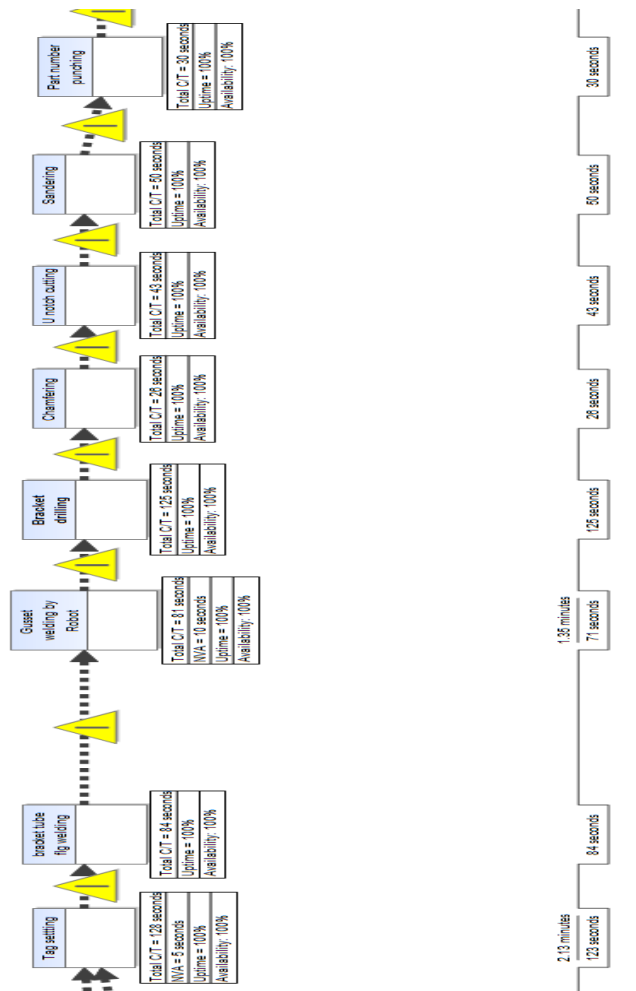 Tag settting
Total C/T = 128 seconds
NVA = 5 seconds
Uptime = 100%
Availability: 100%
bracket tube
flg welding
Total C/T = 84 seconds
Uptime = 100%
Availability: 100%
Gusset
welding by
Robot
Total C/T = 81 seconds
NVA = 10 seconds
Uptime = 100%
Availability: 100%
Bracket
drilling
Total C/T = 125 seconds
Uptime = 100%
Availability: 100%
Chamfering
Total C/T = 26 seconds
Uptime = 100%
Availability: 100%
U notch cutting
Total C/T = 43 seconds
Uptime = 100%
Availability: 100%
Sandering
Total C/T = 50 seconds
Uptime = 100%
Availability: 100%
Part number
punching
Total C/T = 30 seconds
Uptime = 100%
Availability: 100%
2.13 minutes
123 seconds
84 seconds
1.35 minutes
71 seconds
125 seconds
26 seconds
43 seconds
50 seconds
30 seconds